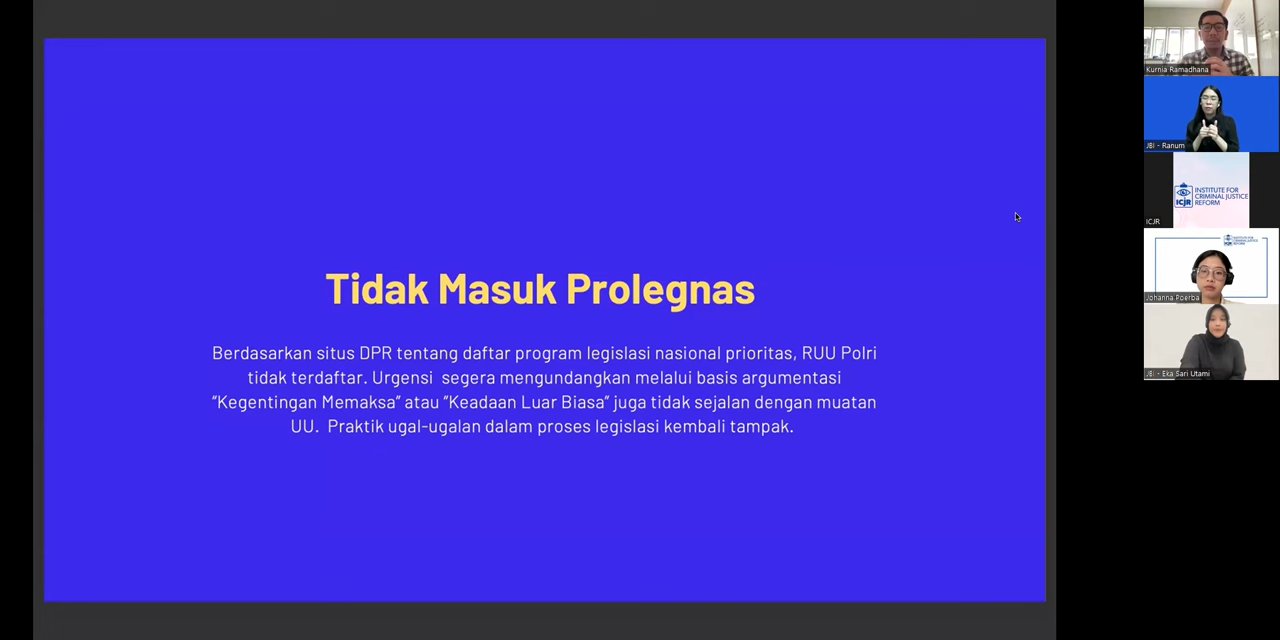 Tidak Masuk Prolegnas
Berdasarkan situs DPR tentang daftar program legislasi nasional prioritas, RUU Polri
tidak terdaftar. Urgensi  segera mengundangkan melalui basis argumentasi
“Kegentingan Memaksa” atau “Keadaan Luar Biasa” juga tidak sejalan dengan muatan
UU.  Praktik ugal-ugalan dalam proses legislasi kembali tampak.
Kurnia Ramadhana
JBI - Ranum
ICJR
INSTITUTE FOR
CRIMINAL JUSTICE
REFORM
ICJR
Johanna Poerba
JBI - Eka Sari Utami